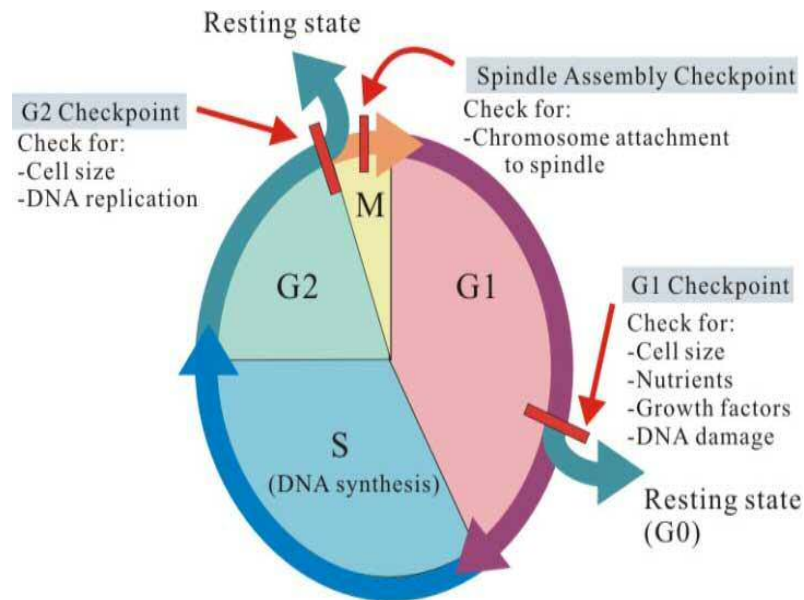 Resting state
G2 Checkpoint
Check for:
-Cell size
-DNA replication
Spindle Assembly Checkpoint
Check for:
-Chromosome attachment
to spindle
M
G2
G1
G1 Checkpoint
Check for:
-Cell size
-Nutrients
-Growth factors
-DNA damage
S
(DNA synthesis)
Resting state
(G0)